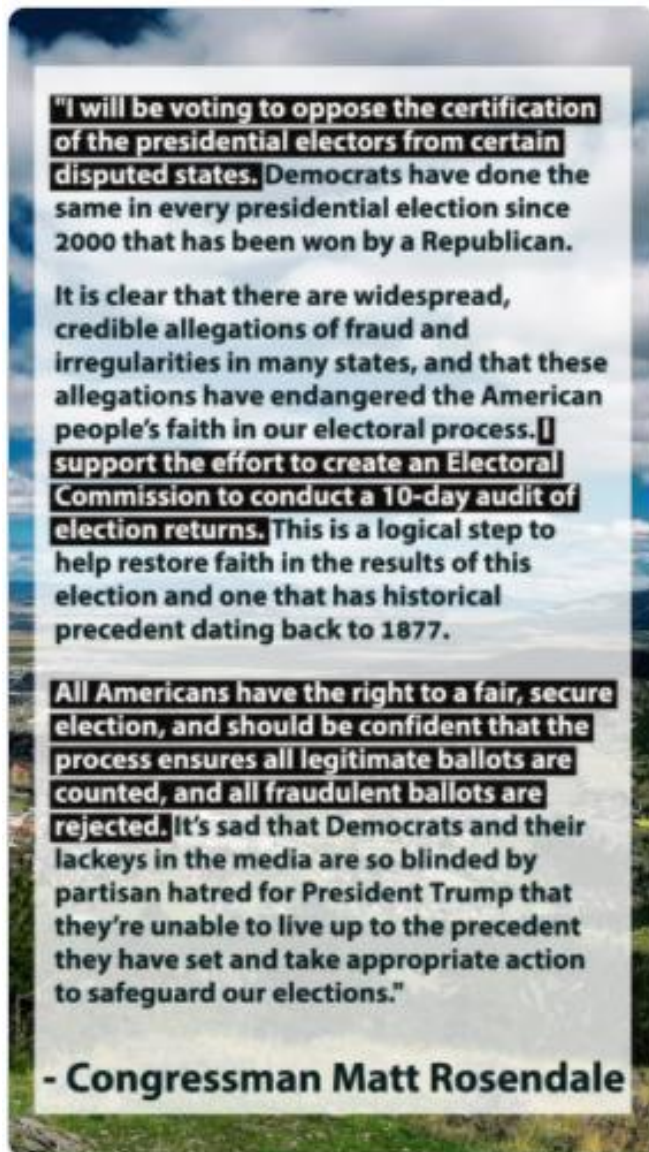 "I will be voting to oppose the certification
of the presidential electors from certain
disputed states. Democrats have done the
same in every presidential election since
2000 that has been won by a Republican.
It is clear that there are widespread,
credible allegations of fraud and
irregularities in many states, and that these
allegations have endangered the American
people's faith in our electoral process. I
support the effort to create an Electoral
Commission to conduct a 10-day audit of
election returns. This is a logical step to
help restore faith in the results of this
election and one that has historical
precedent dating back to 1877.
All Americans have the right to a fair, secure
election, and should be confident that the
process ensures all legitimate ballots are
counted, and all fraudulent ballots are
rejected. It's sad that Democrats and their
lackeys in the media are so blinded by
partisan hatred for President Trump that
they're unable to live up to the precedent
they have set and take appropriate action
to safeguard our elections."
- Congressman Matt Rosendale